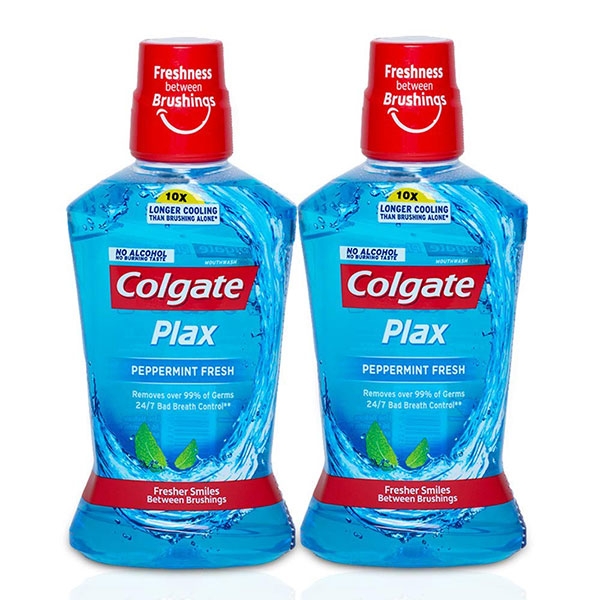 Freshness
between
Brushings
10X
LONGER COOLING
THAN BRUSHING ALONE*
NO ALCOHOL
NO BURNING TASTE
MOUTHWASH
Colgate
Plax
PEPPERMINT FRESH
Removes over 99% of Germs
24/7 Bad Breath Control**
Fresher Smiles
Between Brushings
Freshness
between
Brushings
10X
LONGER COOLING
THAN BRUSHING ALONE*
NO ALCOHOL
NO BURNING TASTE
MOUTHWASH
Colgate
Plax
PEPPERMINT FRESH
Removes over 99% of Germs
24/7 Bad Breath Control**
Fresher Smiles
Between Brushings